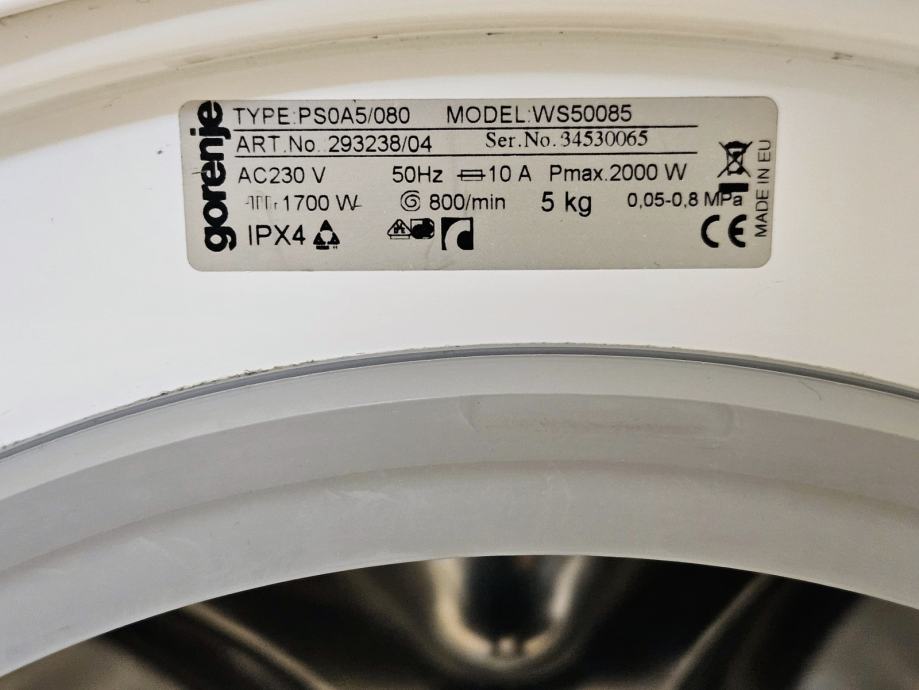 gorenje
TYPE:PS0A5/080 MODEL:WS50085
ART.No.:293238/04 Ser.No. 34530065
AC230 V 50Hz 10 A Pmax.2000 W
1700 W 800/min 5 kg 0,05-0,8 MPa
IPX4 CE
MADE IN EU